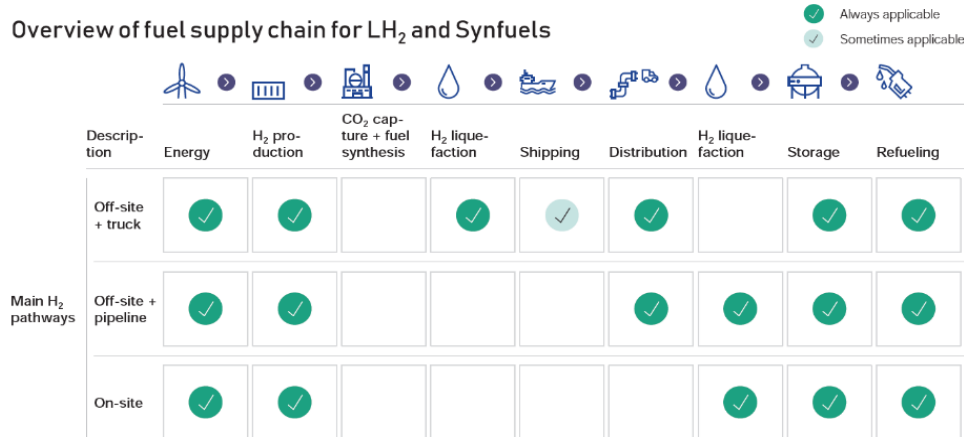 Overview of fuel supply chain for LH₂ and Synfuels
Always applicable
Sometimes applicable
Descrip-
tion
Energy
H₂ pro-
duction
CO₂ cap-
ture + fuel
synthesis
H₂ lique-
faction
Shipping
Distribution
H₂ lique-
faction
Storage
Refueling
Main H₂
pathways
Off-site
+ truck
Off-site +
pipeline
On-site